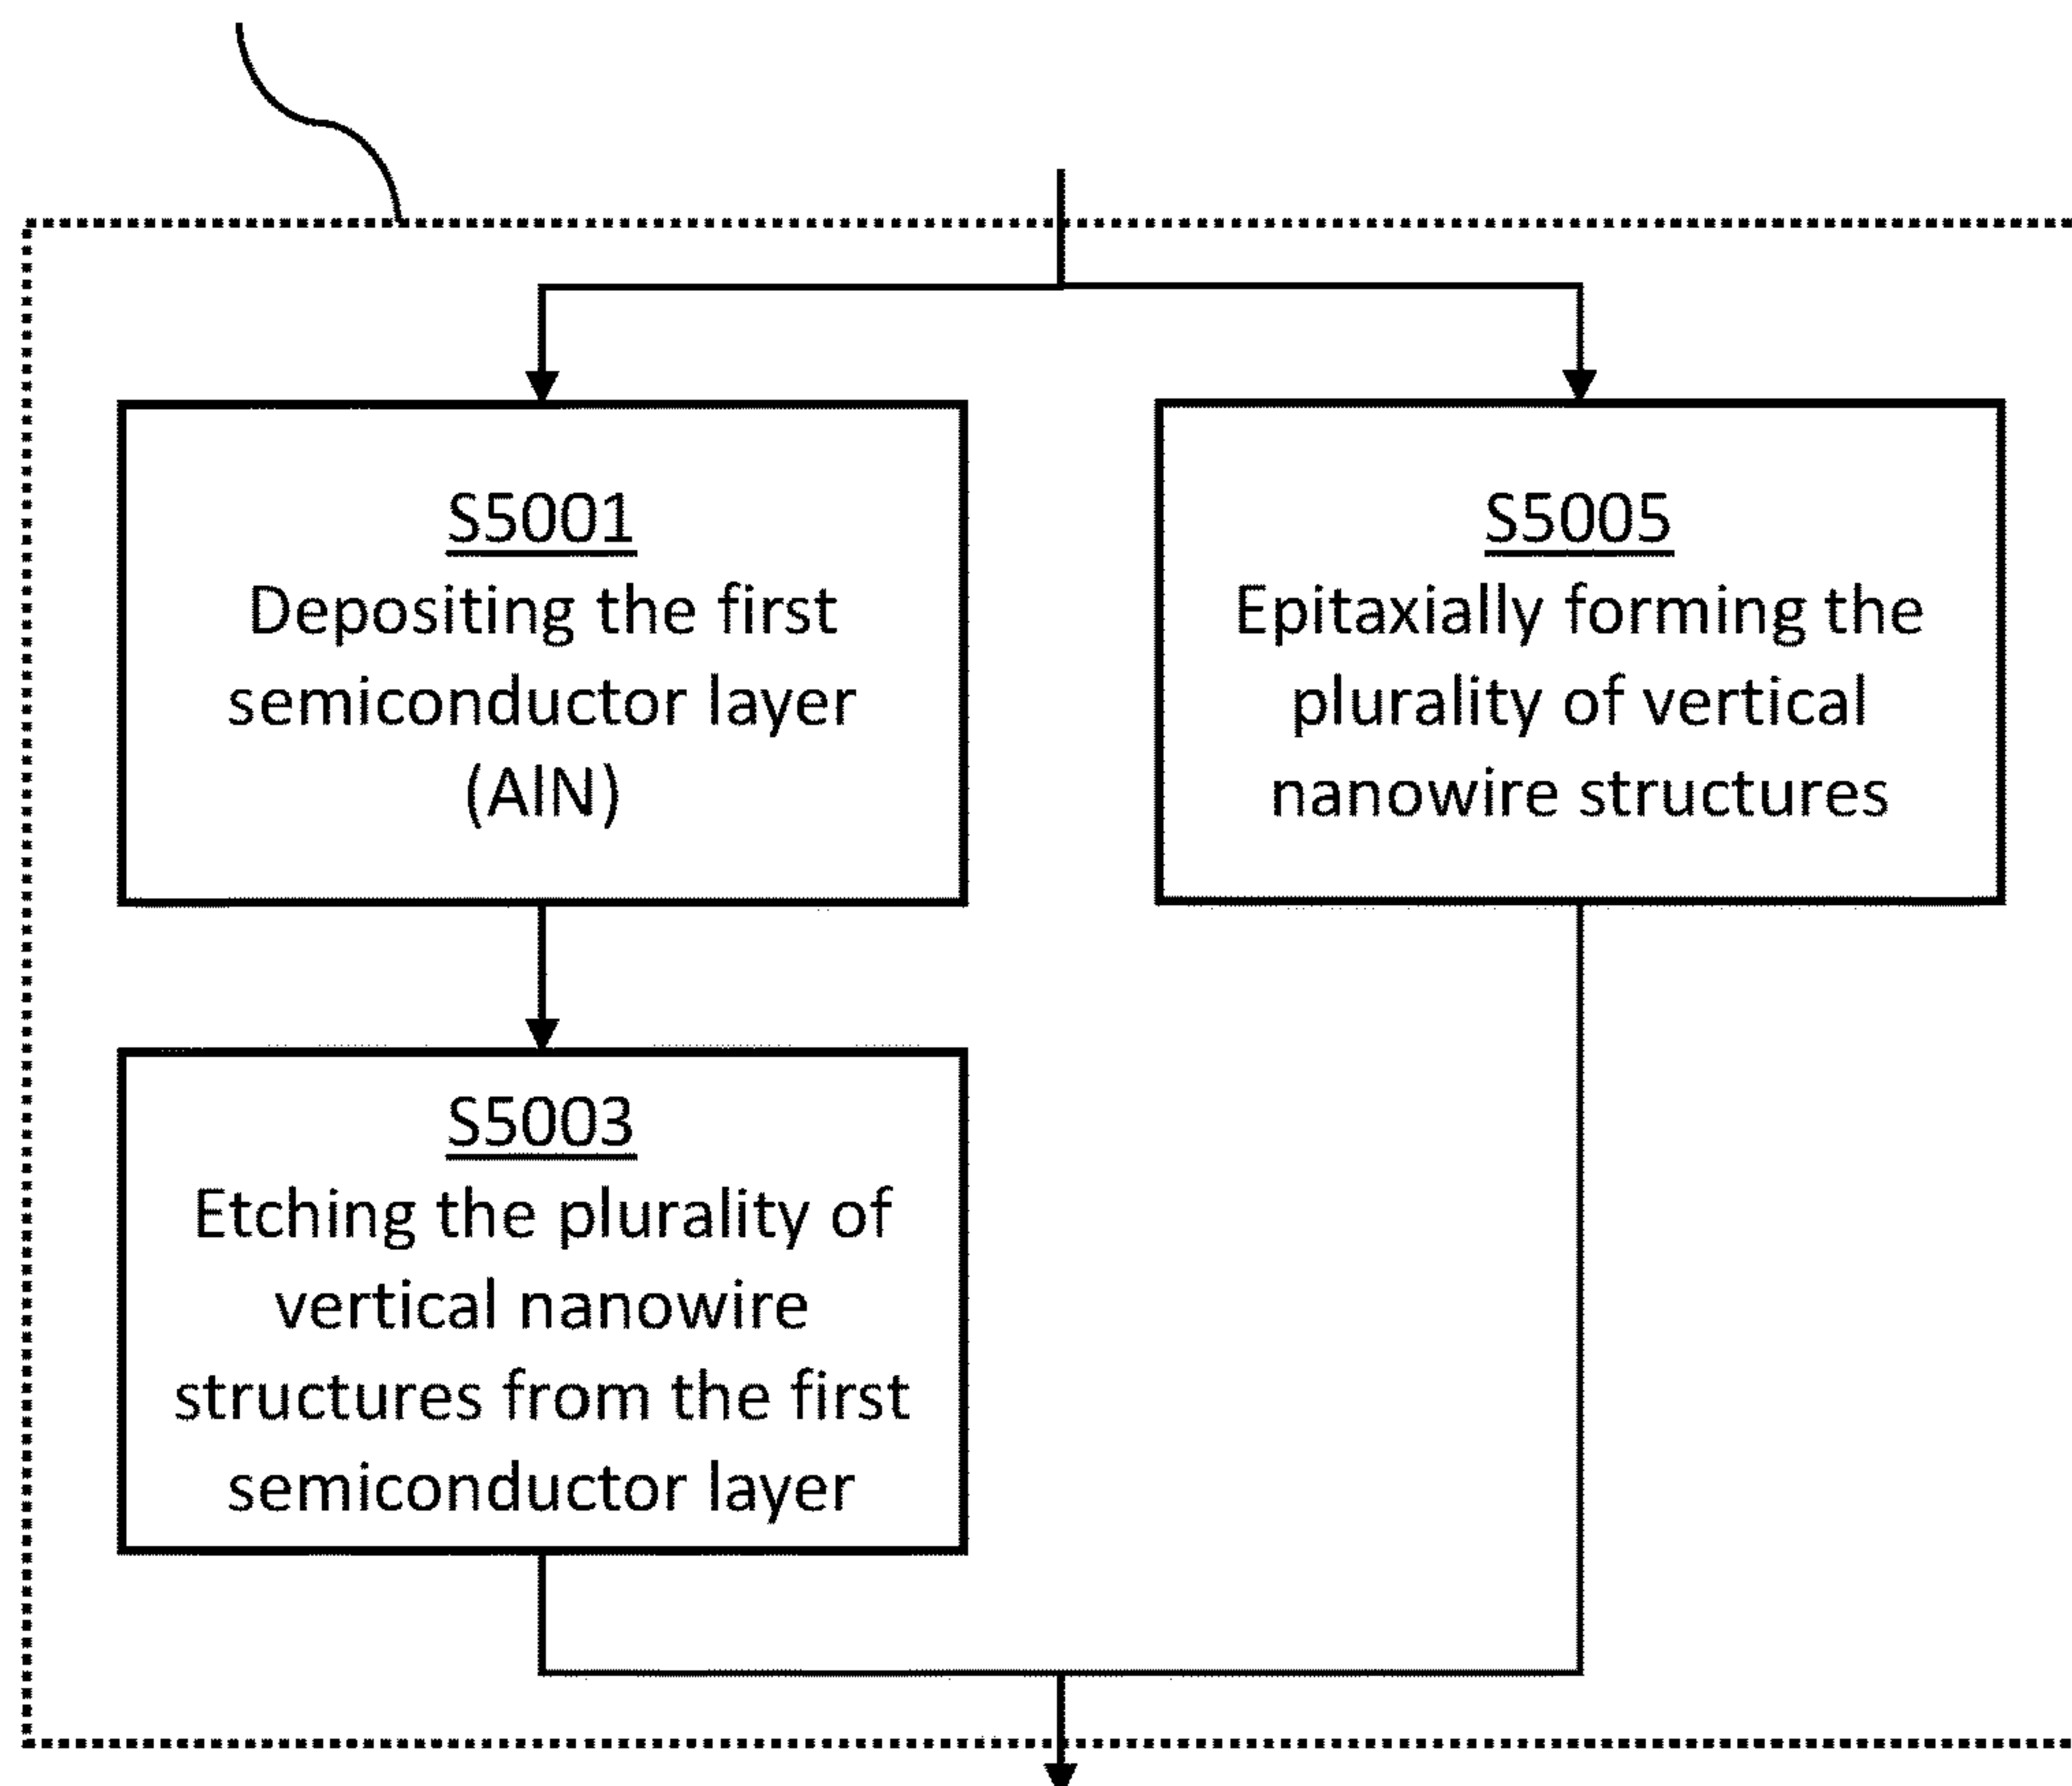 S5001
Depositing the first
semiconductor layer
(AlN)
S5005
Epitaxially forming the
plurality of vertical
nanowire structures
S5003
Etching the plurality of
vertical nanowire
structures from the first
semiconductor layer